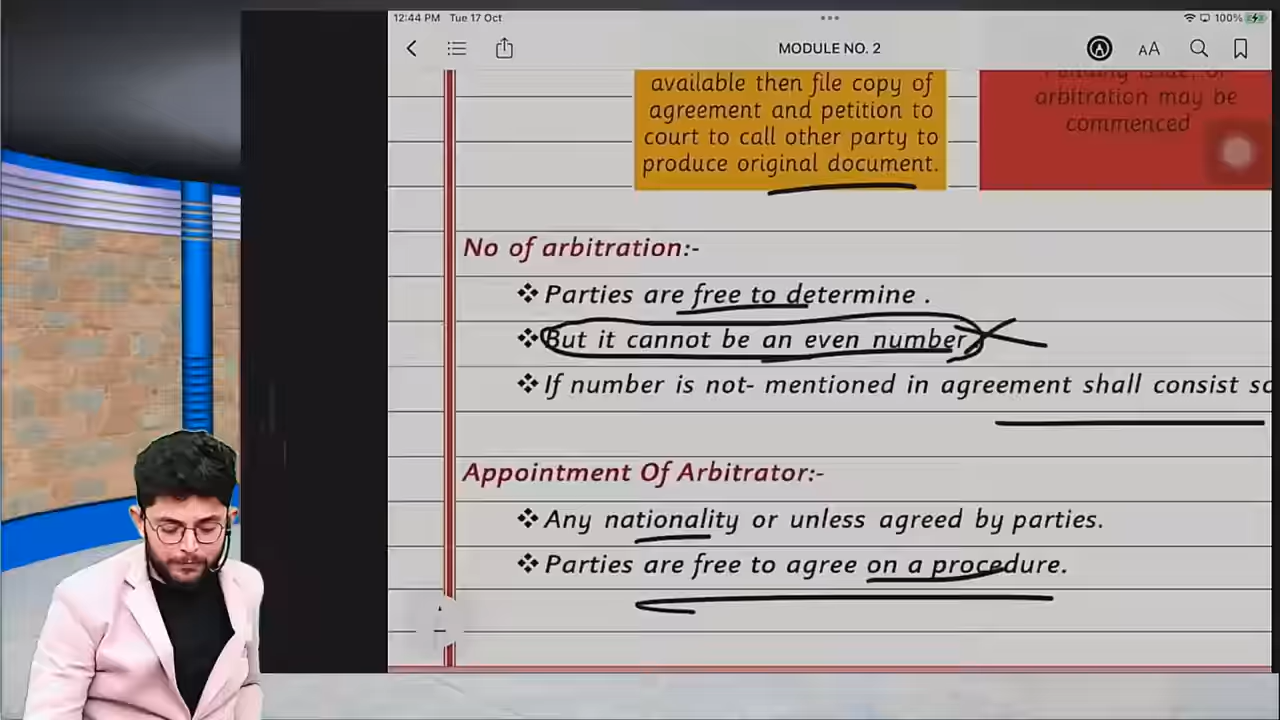 12:44 PM Tue 17 Oct
100%
MODULE NO. 2
AA
available then file copy of
agreement and petition to
court to call other party to
produce original document.
arbitration may be
commenced
No of arbitration:-
❖ Parties are free to determine .
❖ But it cannot be an even number
❖ If number is not- mentioned in agreement shall consist
Appointment Of Arbitrator:-
❖ Any nationality or unless agreed by parties.
❖ Parties are free to agree on a procedure.